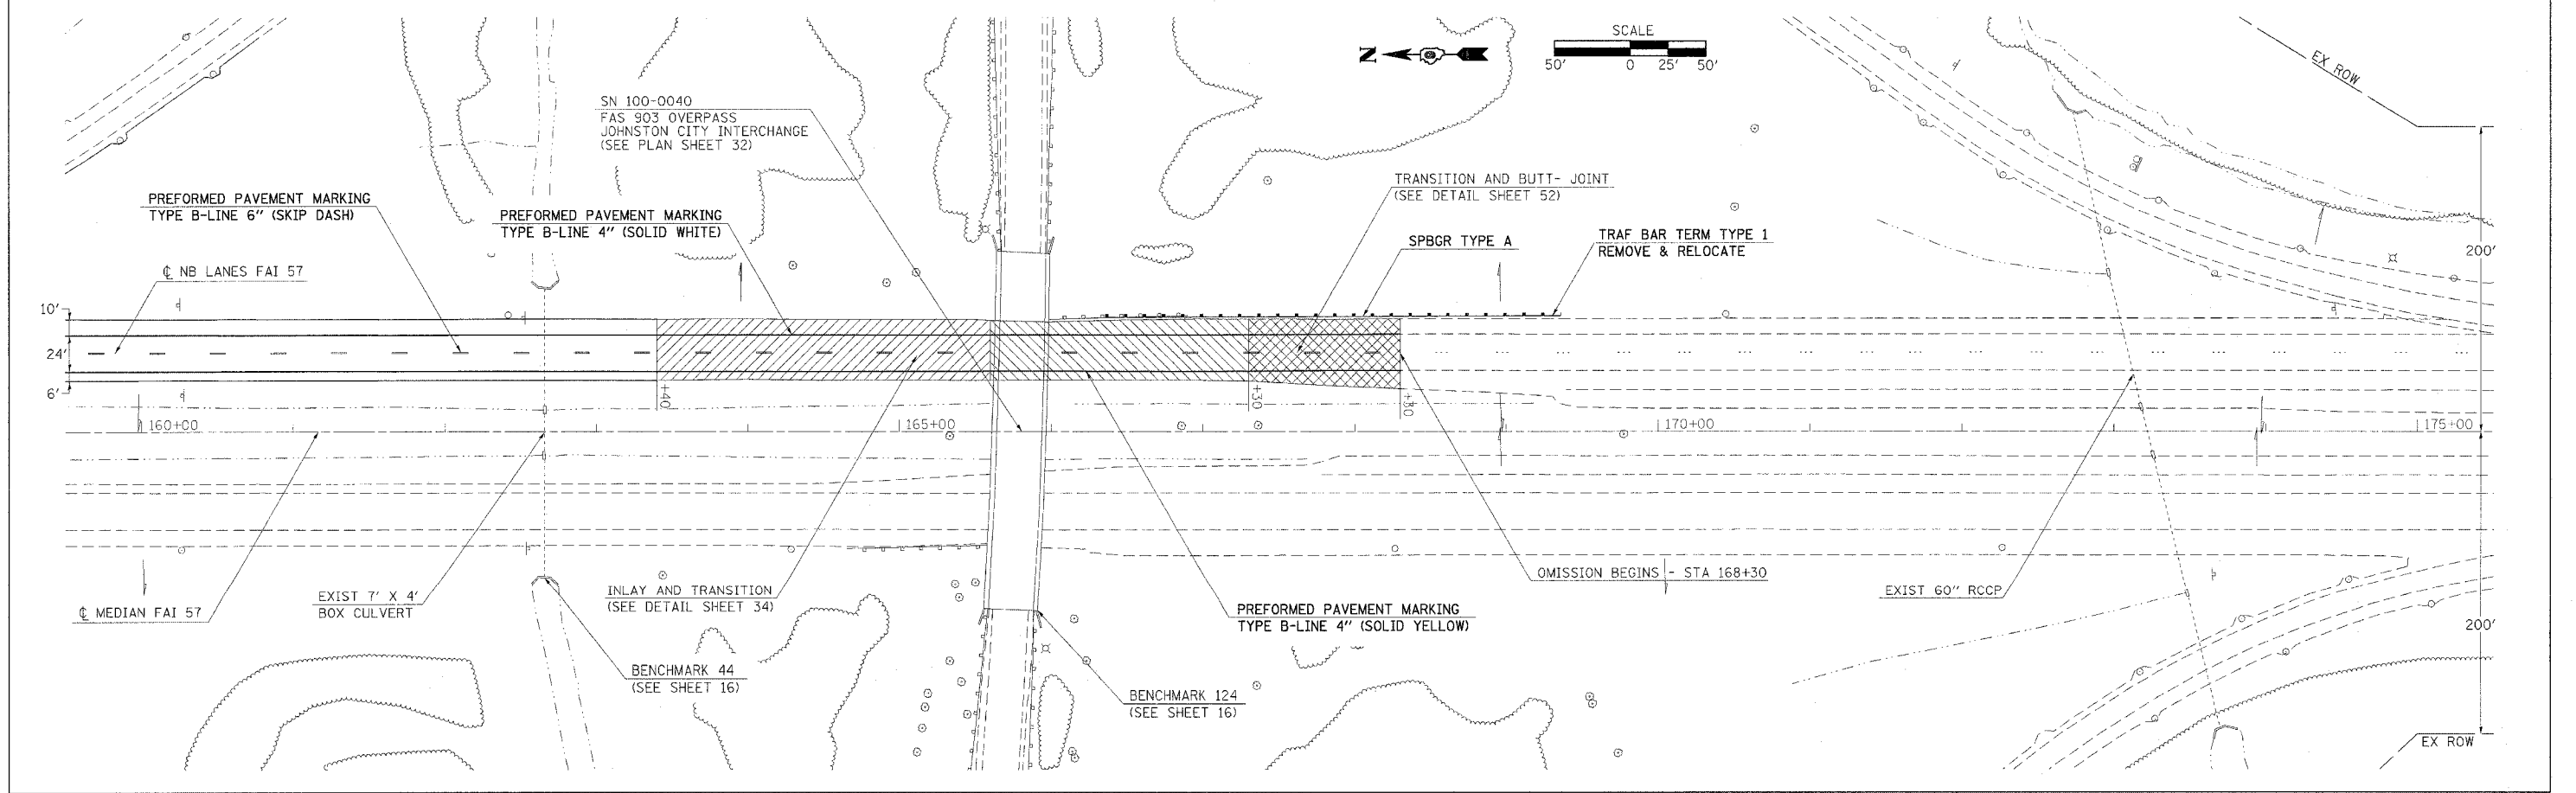 SCALE
N
50' 0 25' 50'
EX ROW
SN 100-0040
FAS 903 OVERPASS
JOHNSTON CITY INTERCHANGE
(SEE PLAN SHEET 32)
TRANSITION AND BUTT- JOINT
(SEE DETAIL SHEET 52)
PREFORMED PAVEMENT MARKING
TYPE B-LINE 6" (SKIP DASH)
PREFORMED PAVEMENT MARKING
TYPE B-LINE 4" (SOLID WHITE)
SPBGR TYPE A
TRAF BAR TERM TYPE 1
REMOVE & RELOCATE
200'
℄ NB LANES FAI 57
10'
24'
6'
+40
+30
+30
160+00
165+00
170+00
175+00
OMISSION BEGINS - STA 168+30
EXIST 60" RCCP
INLAY AND TRANSITION
(SEE DETAIL SHEET 34)
EXIST 7' X 4'
BOX CULVERT
℄ MEDIAN FAI 57
PREFORMED PAVEMENT MARKING
TYPE B-LINE 4" (SOLID YELLOW)
200'
BENCHMARK 44
(SEE SHEET 16)
BENCHMARK 124
(SEE SHEET 16)
EX ROW